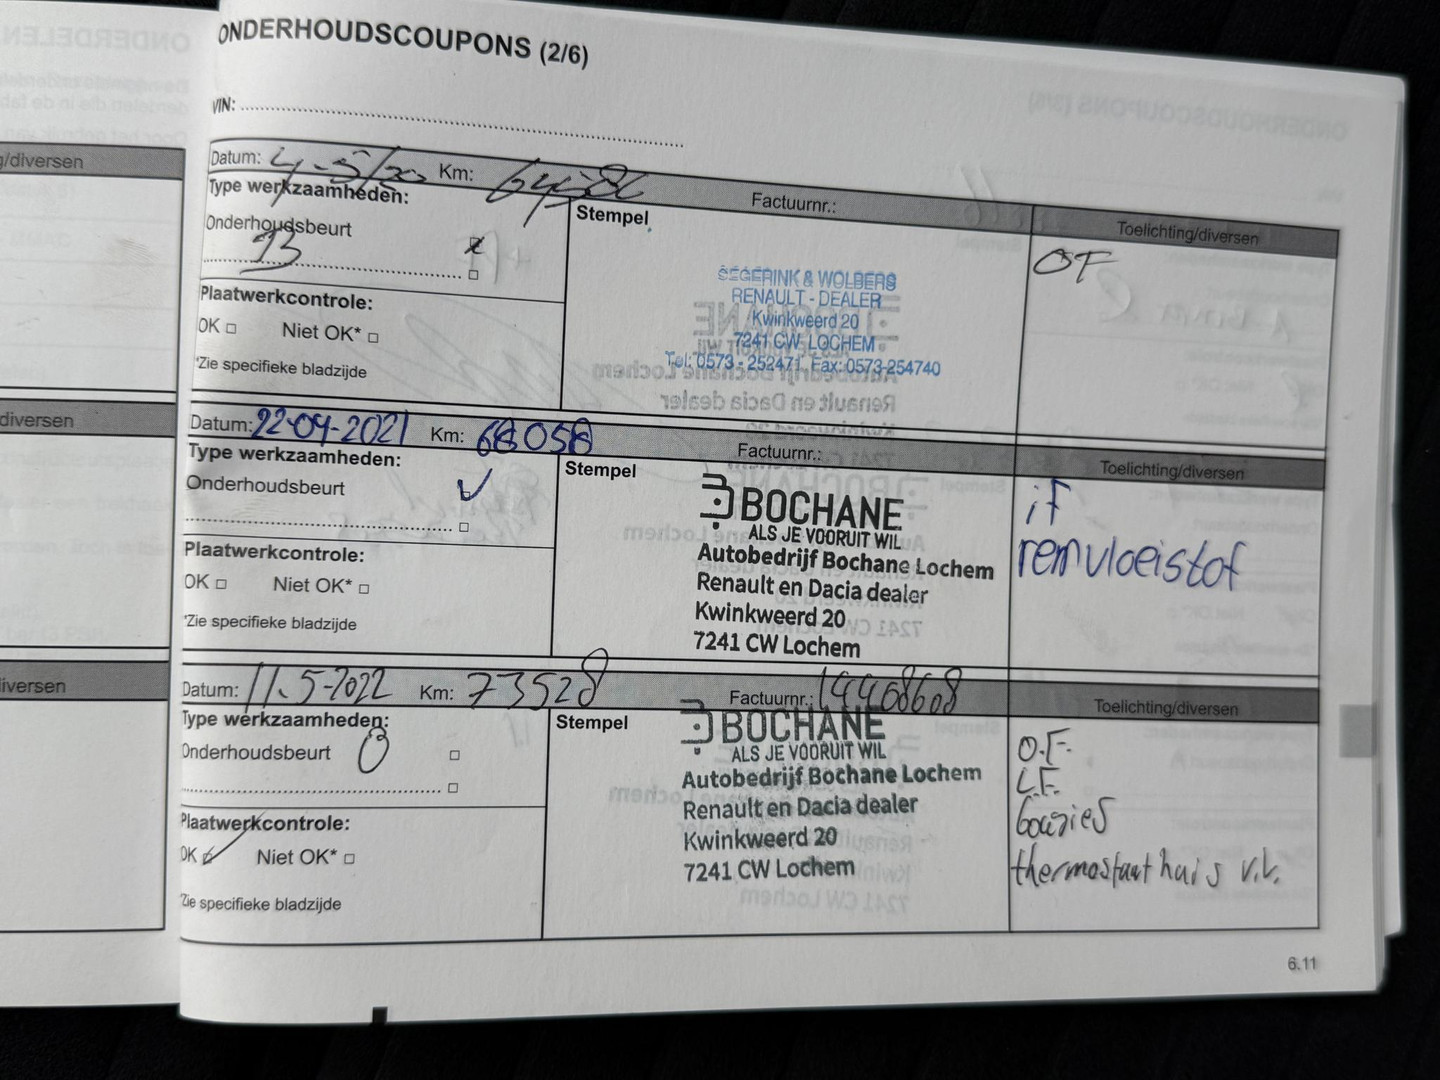 ONDERHOUDSCOUPONS (2/6)
VIN:
Datum: 4-5/20 Km: 64586 Factuurnr.: Toelichting/diversen
Type werkzaamheden:
Onderhoudsbeurt
B
Plaatwerkcontrole:
OK □ Niet OK* □
*Zie specifieke bladzijde
Stempel
SEGERINK & WOLBERS
RENAULT - DEALER
Kwinkweerd 20
7241 CW LOCHEM
Tel: 0573 - 252471 Fax: 0573-254740
OF
Datum: 22-04-2021 Km: 68058 Factuurnr.: Toelichting/diversen
Type werkzaamheden:
Onderhoudsbeurt
Plaatwerkcontrole:
OK □ Niet OK* □
*Zie specifieke bladzijde
Stempel
BOCHANE
ALS JE VOORUIT WIL
Autobedrijf Bochane Lochem
Renault en Dacia dealer
Kwinkweerd 20
7241 CW Lochem
iF
remvloeistof
Datum: 11.5-2022 Km: 73528 Factuurnr.: 14408608 Toelichting/diversen
Type werkzaamheden:
Onderhoudsbeurt
Plaatwerkcontrole:
OK Niet OK* □
*Zie specifieke bladzijde
Stempel
BOCHANE
ALS JE VOORUIT WIL
Autobedrijf Bochane Lochem
Renault en Dacia dealer
Kwinkweerd 20
7241 CW Lochem
O.F.
L.F.
bougies
thermostaathuis v.v.
6.11
g/diversen
diversen
iversen